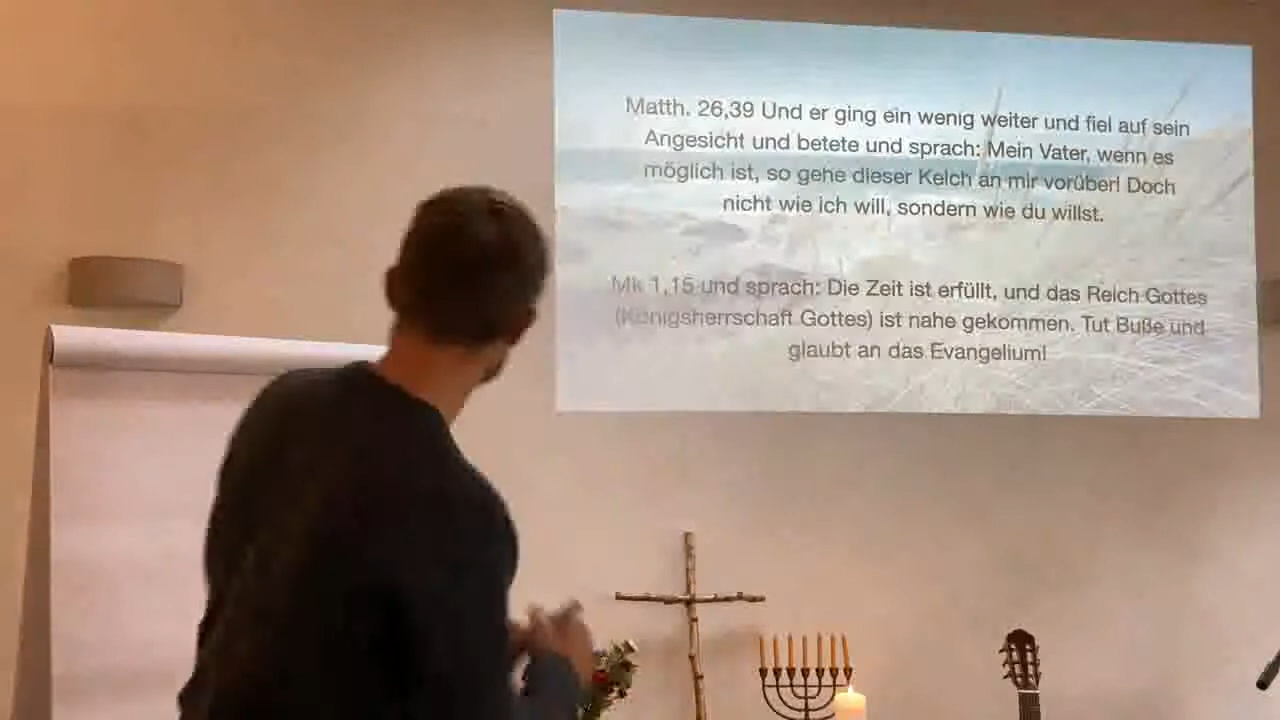 Matth. 26,39 Und er ging ein wenig weiter und fiel auf sein
Angesicht und betete und sprach: Mein Vater, wenn es
möglich ist, so gehe dieser Kelch an mir vorüber! Doch
nicht wie ich will, sondern wie du willst.
Mk 1,15 und sprach: Die Zeit ist erfüllt, und das Reich Gottes
(Königsherrschaft Gottes) ist nahe gekommen. Tut Buße und
glaubt an das Evangelium!